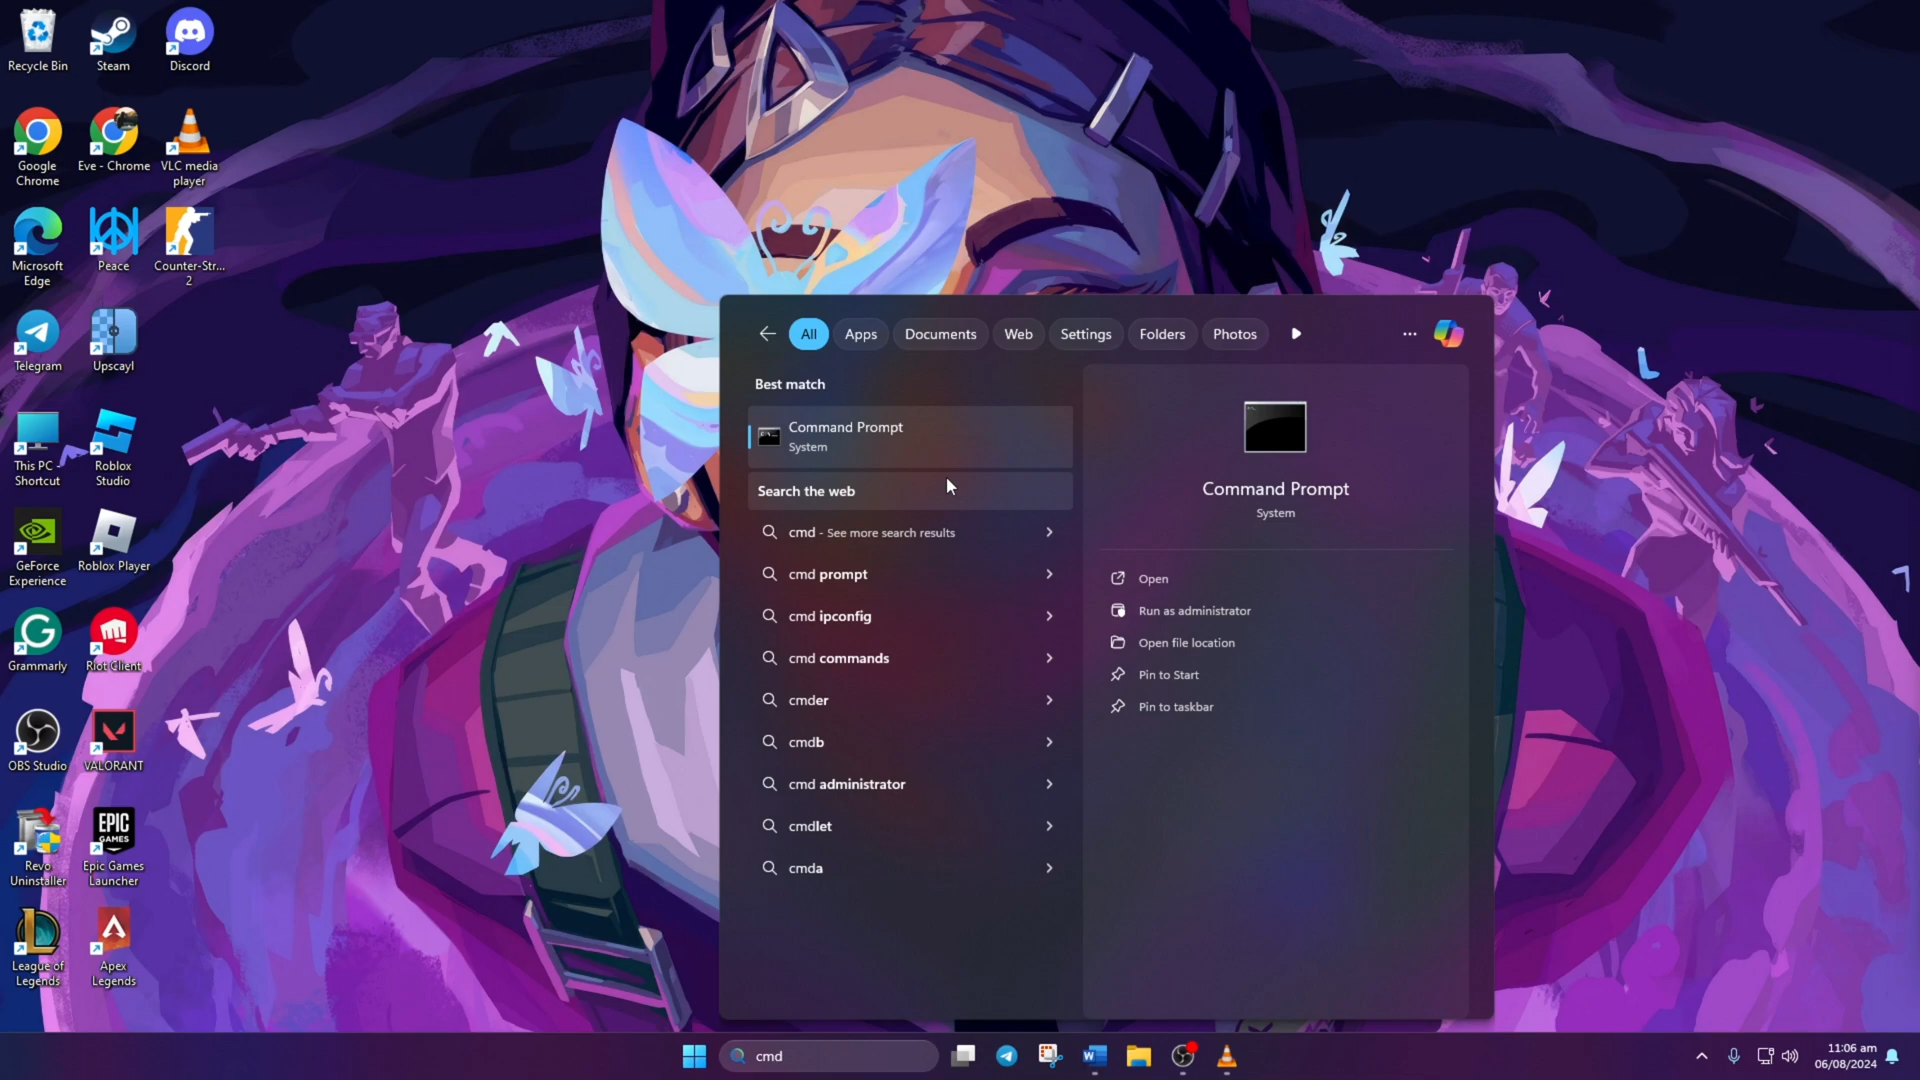 Recycle Bin
Steam
Discord
Google
Chrome
Eve - Chrome
VLC media
player
Microsoft
Edge
Peace
Counter-Str...
2
Telegram
Upscayl
This PC -
Shortcut
Roblox
Studio
GeForce
Experience
Roblox Player
Grammarly
Riot Client
OBS Studio
VALORANT
Revo
Uninstaller
EPIC
GAMES
Epic Games
Launcher
League of
Legends
Apex
Legends
All
Apps
Documents
Web
Settings
Folders
Photos
Best match
Command Prompt
System
Search the web
cmd - See more search results
cmd prompt
cmd ipconfig
cmd commands
cmder
cmdb
cmd administrator
cmdlet
cmda
Command Prompt
System
Open
Run as administrator
Open file location
Pin to Start
Pin to taskbar
cmd
11:06 am
06/08/2024